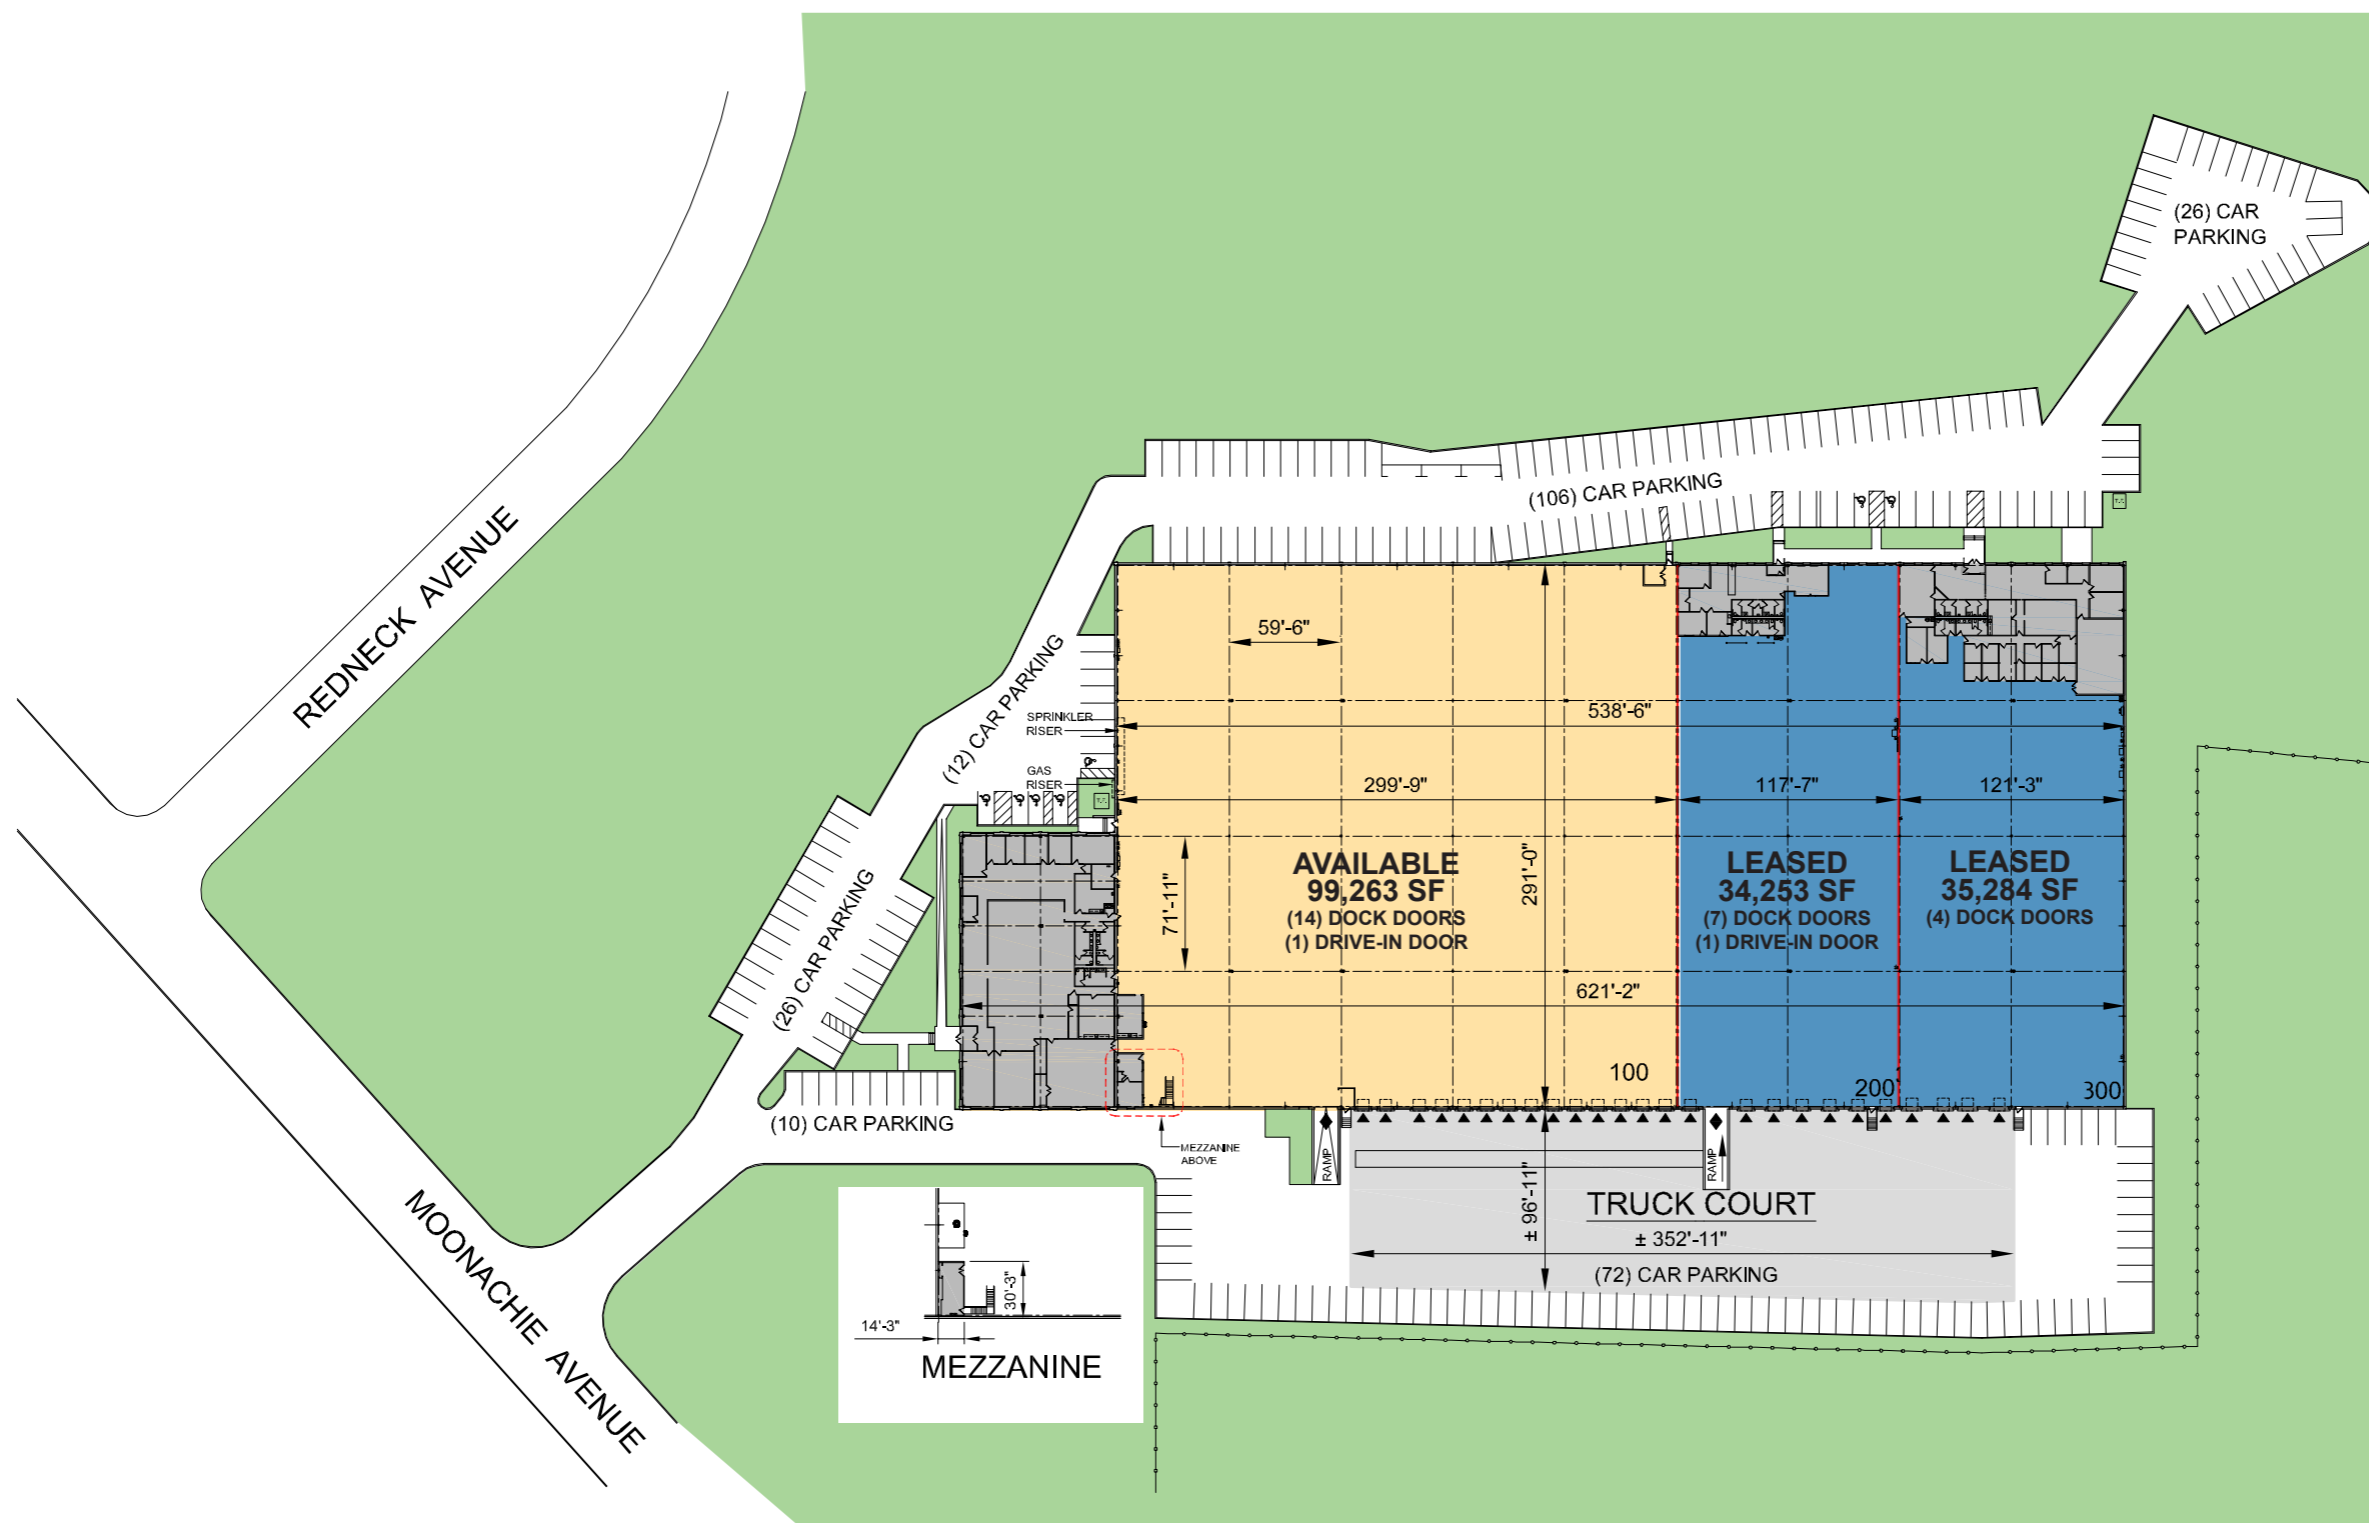 (26) CAR
PARKING
(106) CAR PARKING
REDNECK AVENUE
59'-6"
(12) CAR PARKING
SPRINKLER
RISER
538'-6"
GAS
RISER
299'-9"
117'-7"
121'-3"
AVAILABLE
99,263 SF
(14) DOCK DOORS
(1) DRIVE-IN DOOR
71'-11"
291'-0"
LEASED
34,253 SF
(7) DOCK DOORS
(1) DRIVE-IN DOOR
LEASED
35,284 SF
(4) DOCK DOORS
(26) CAR PARKING
621'-2"
100
200
300
(10) CAR PARKING
MEZZANINE
ABOVE
RAMP
RAMP
± 96'-11"
TRUCK COURT
± 352'-11"
(72) CAR PARKING
MOONACHIE AVENUE
30'-3"
14'-3"
MEZZANINE